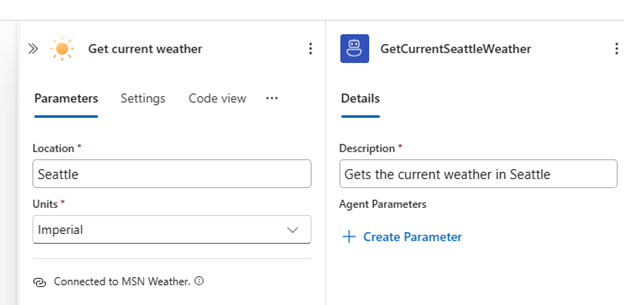 Get current weather
Parameters Settings Code view ...
Location *
Seattle
Units *
Imperial
Connected to MSN Weather.
GetCurrentSeattleWeather
Details
Description *
Gets the current weather in Seattle
Agent Parameters
Create Parameter